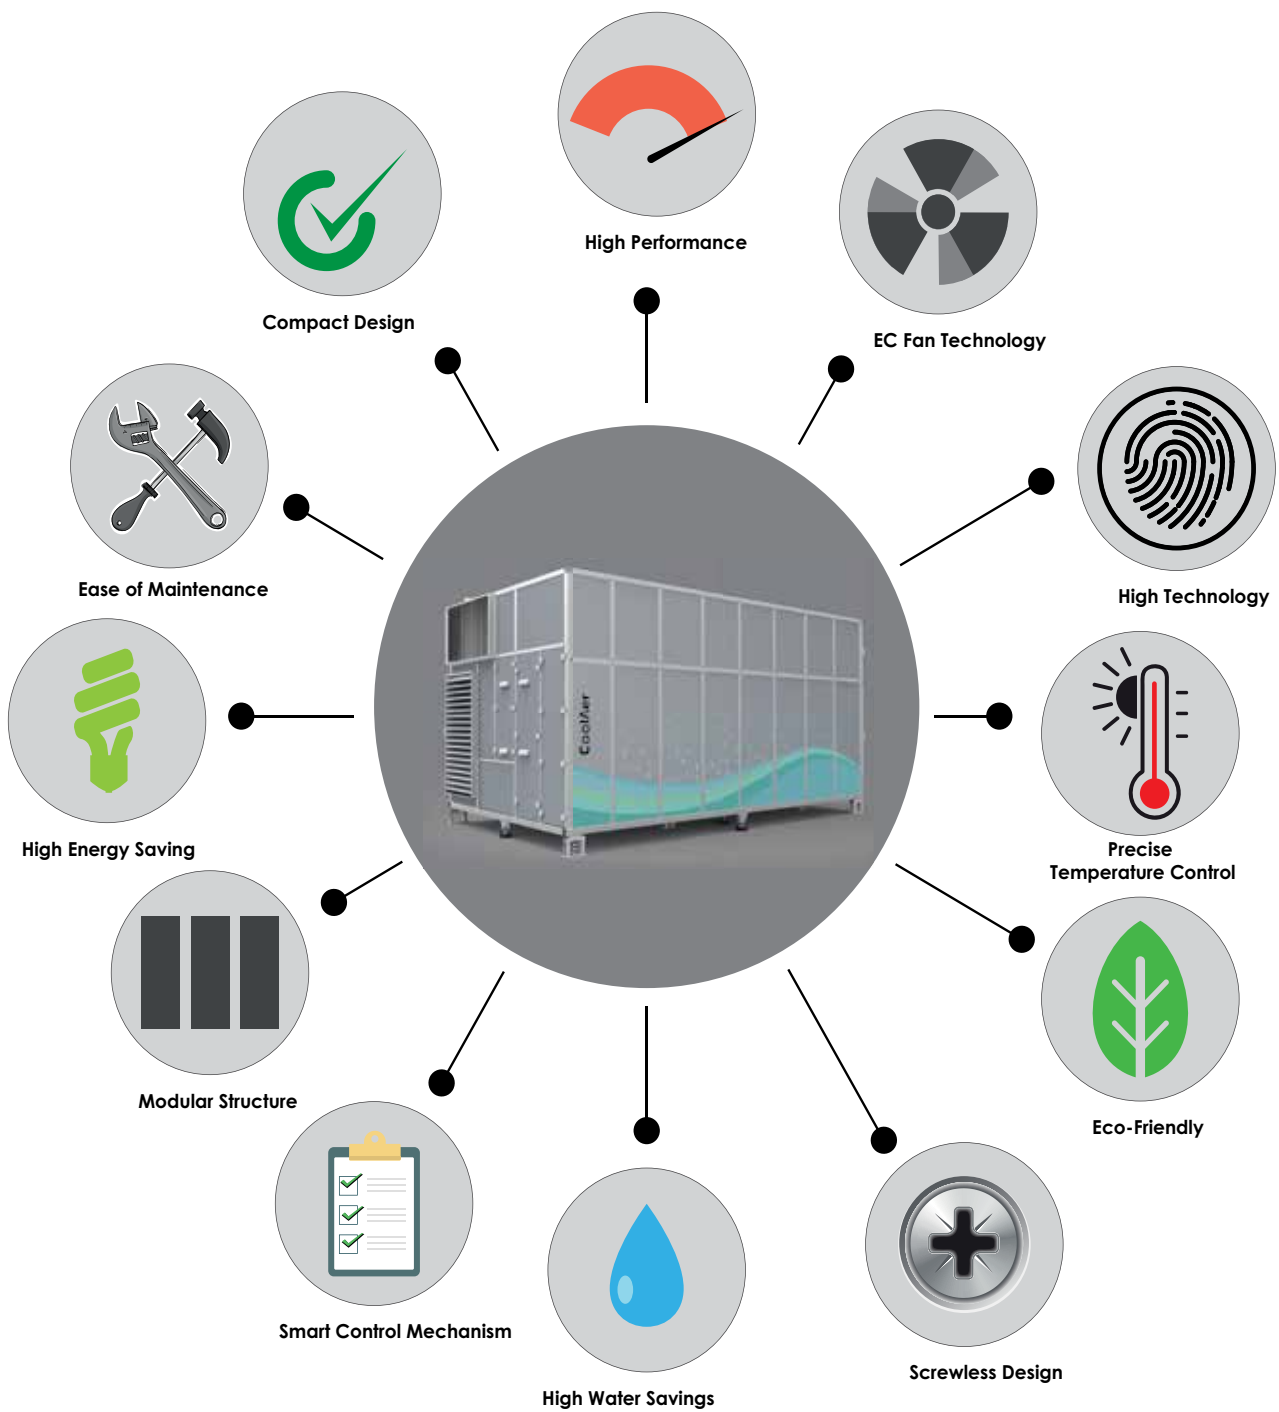 High Performance
Compact Design
EC Fan Technology
Ease of Maintenance
High Technology
CoolAer
High Energy Saving
Precise
Temperature Control
Modular Structure
Eco-Friendly
Smart Control Mechanism
Screwless Design
High Water Savings